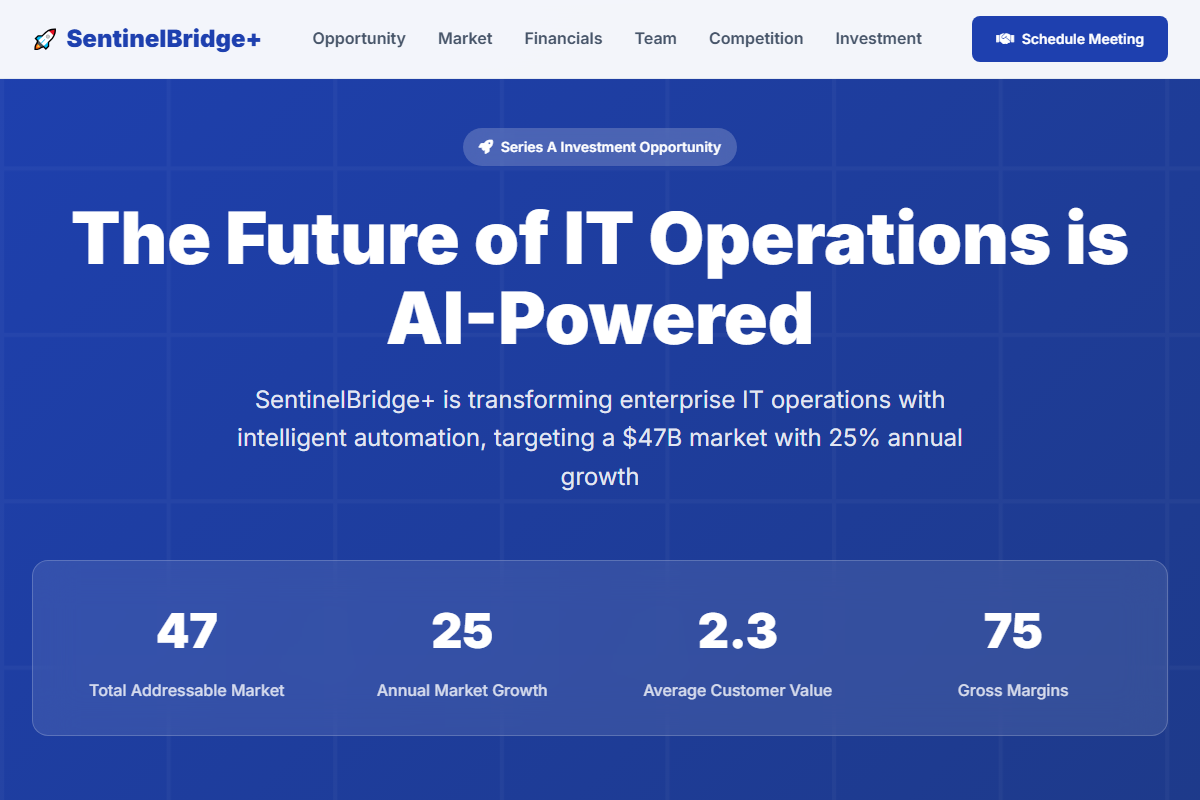 SentinelBridge+
Opportunity
Market
Financials
Team
Competition
Investment
Schedule Meeting
Series A Investment Opportunity
The Future of IT Operations is
AI-Powered
SentinelBridge+ is transforming enterprise IT operations with
intelligent automation, targeting a $47B market with 25% annual
growth
47
Total Addressable Market
25
Annual Market Growth
2.3
Average Customer Value
75
Gross Margins